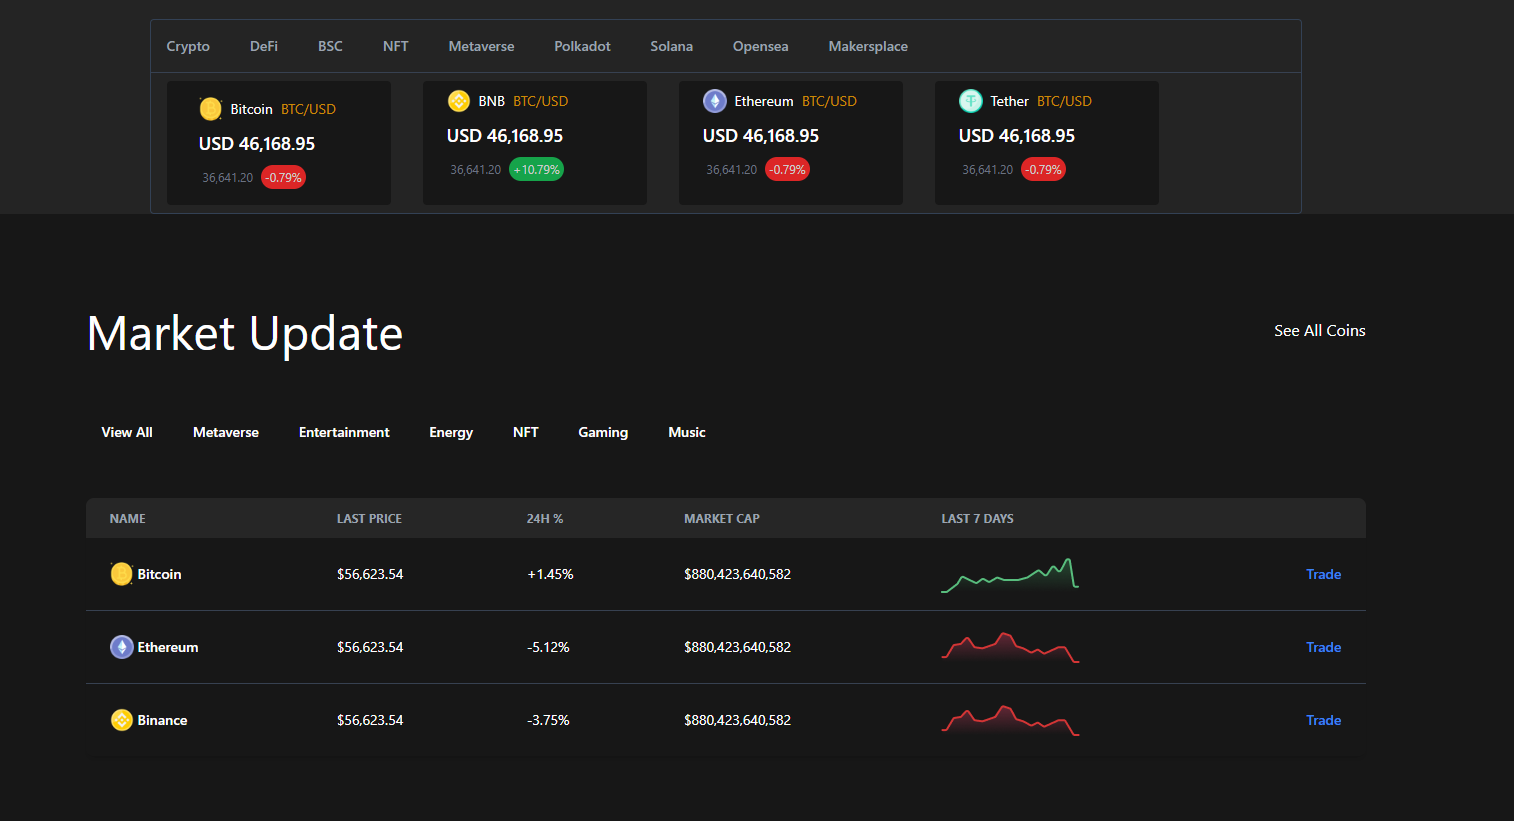 Crypto DeFi BSC NFT Metaverse Polkadot Solana Opensea Makersplace
Bitcoin BTC/USD
USD 46,168.95
36,641.20 -0.79%
BNB BTC/USD
USD 46,168.95
36,641.20 +10.79%
Ethereum BTC/USD
USD 46,168.95
36,641.20 -0.79%
Tether BTC/USD
USD 46,168.95
36,641.20 -0.79%
Market Update
See All Coins
View All Metaverse Entertainment Energy NFT Gaming Music
NAME LAST PRICE 24H % MARKET CAP LAST 7 DAYS
Bitcoin $56,623.54 +1.45% $880,423,640,582 Trade
Ethereum $56,623.54 -5.12% $880,423,640,582 Trade
Binance $56,623.54 -3.75% $880,423,640,582 Trade